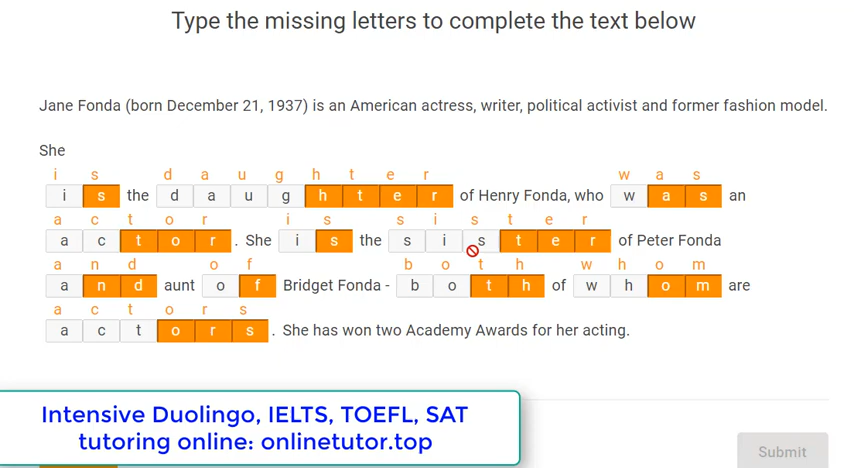 Type the missing letters to complete the text below
Jane Fonda (born December 21, 1937) is an American actress, writer, political activist and former fashion model.
She
i s d a u g h t e r w a s
i s the d a u g h t e r of Henry Fonda, who w a s an
a c t o r i s s i s t e r
a c t o r . She i s the s i s t e r of Peter Fonda
a n d o f b o t h w h o m
a n d aunt o f Bridget Fonda - b o t h of w h o m are
a c t o r s
a c t o r s . She has won two Academy Awards for her acting.
Intensive Duolingo, IELTS, TOEFL, SAT
tutoring online: onlinetutor.top
Submit